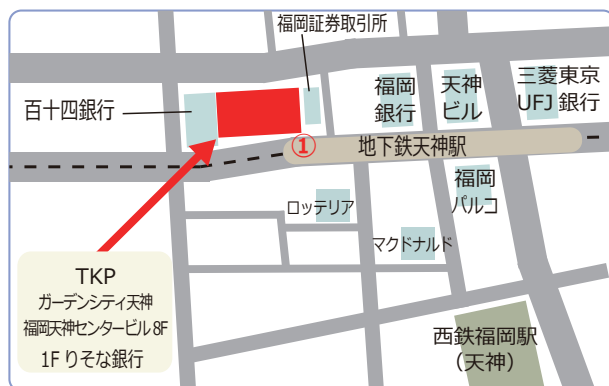 福岡証券取引所
百十四銀行
福岡
銀行
天神
ビル
三菱東京
UFJ 銀行
①
地下鉄天神駅
福岡
パルコ
ロッテリア
マクドナルド
TKP
ガーデンシティ天神
福岡天神センタービル 8F
1F りそな銀行
西鉄福岡駅
（天神）